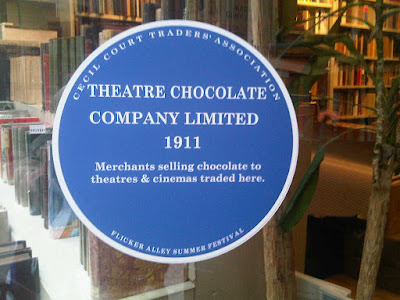 CECIL COURT TRADERS' ASSOCIATION
THEATRE CHOCOLATE
COMPANY LIMITED
1911
Merchants selling chocolate to
theatres & cinemas traded here.
FLICKER ALLEY SUMMER FESTIVAL